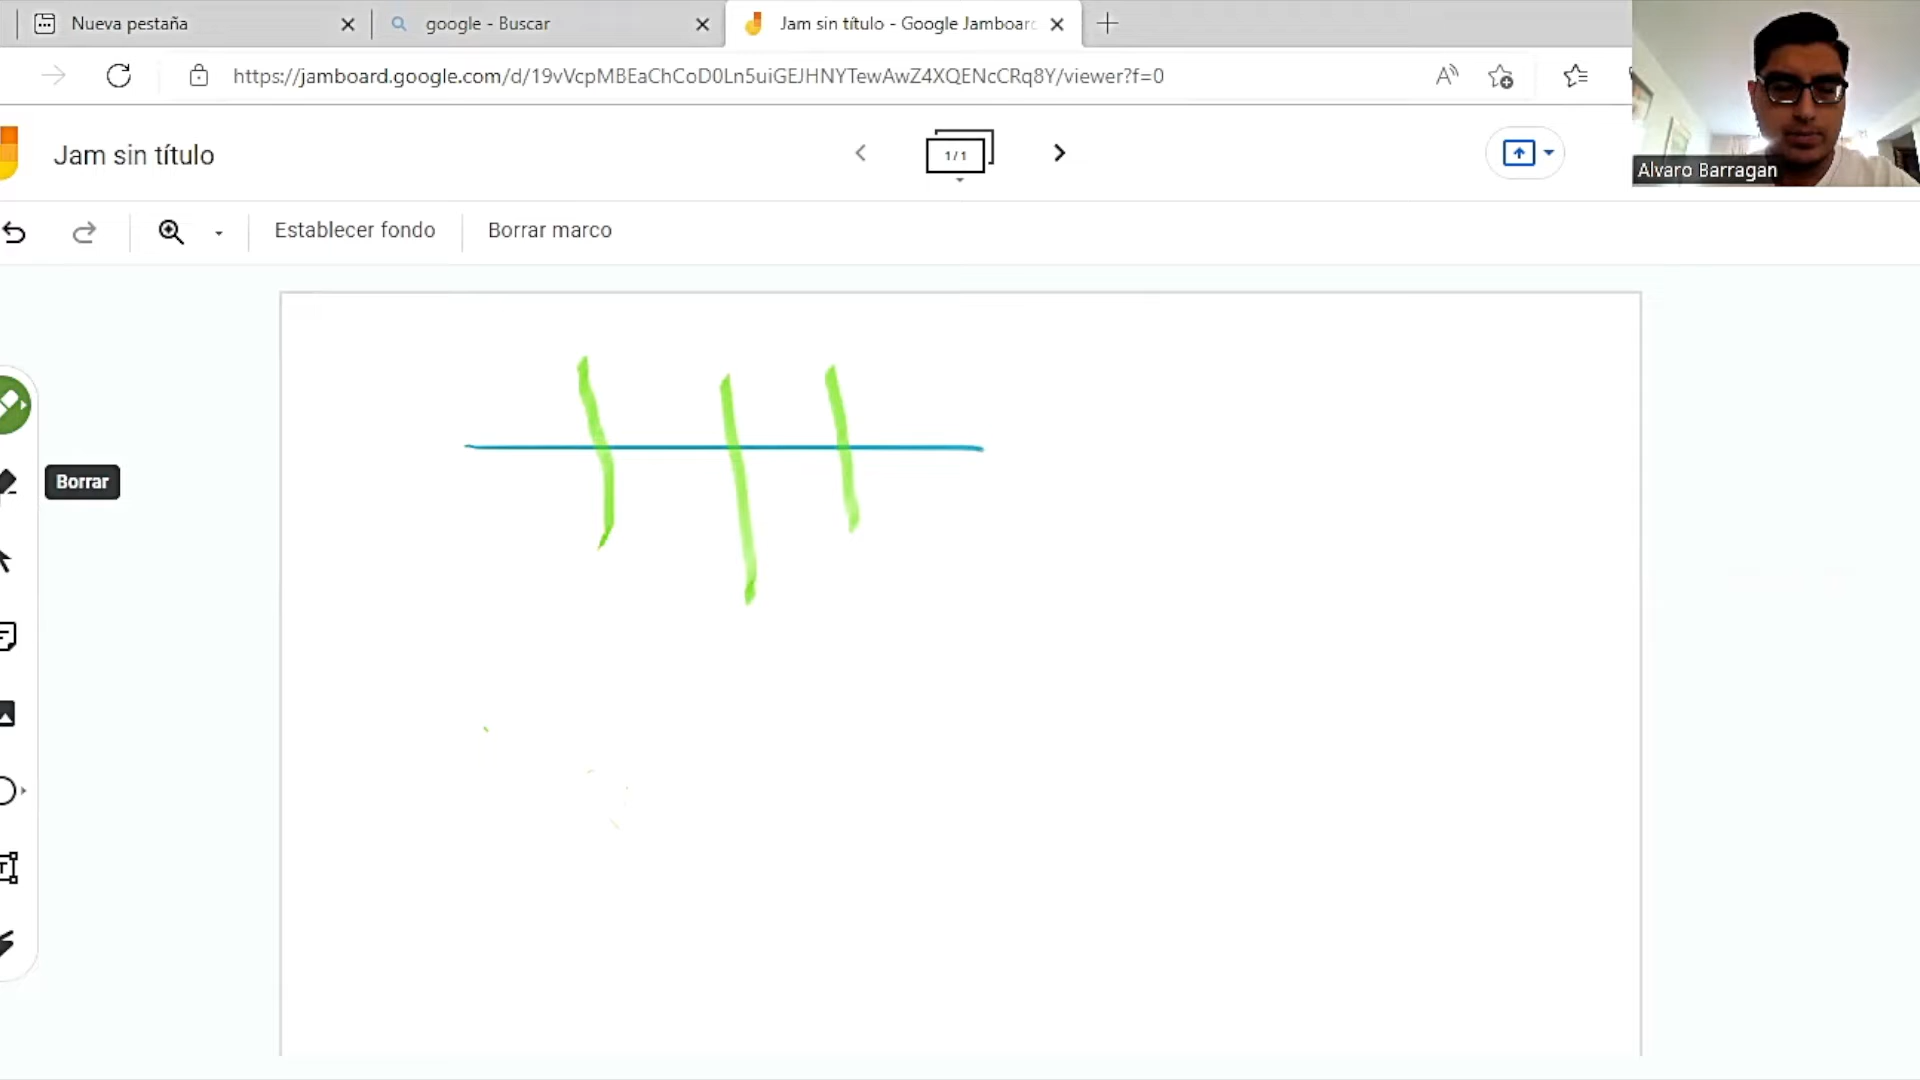 Nueva pestaña
google - Buscar
Jam sin título - Google Jamboard
https://jamboard.google.com/d/19vVcpMBEaChCoD0Ln5uiGEJHNYTewAwZ4XQENcCRq8Y/viewer?f=0
Alvaro Barragan
Jam sin título
1/1
Establecer fondo
Borrar marco
Borrar